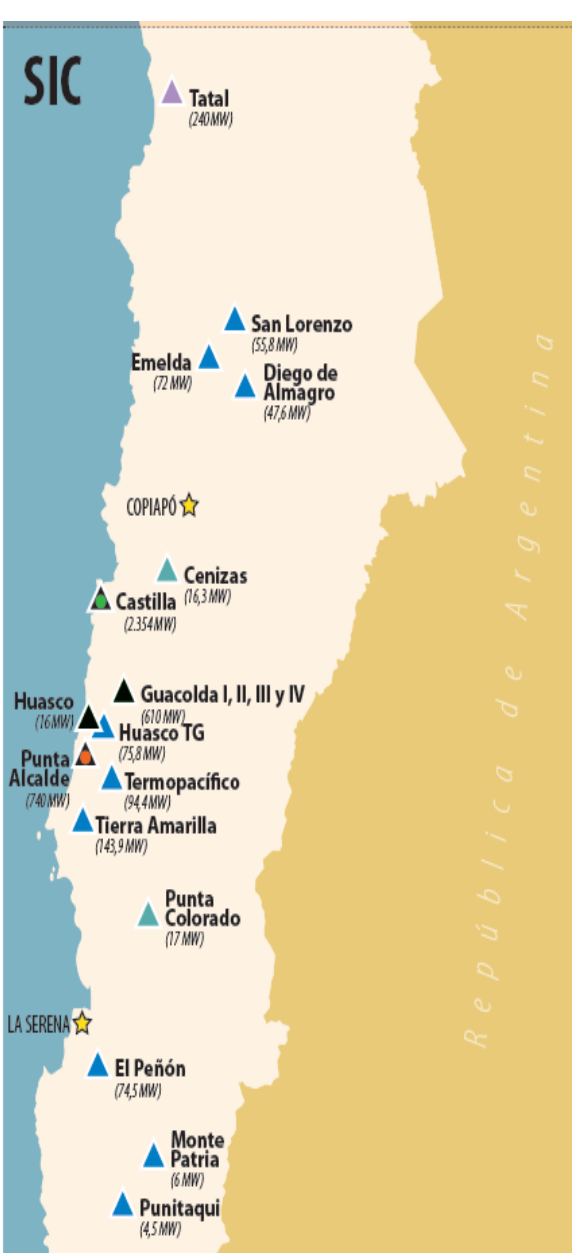 SIC
Tatal
(240 MW)
San Lorenzo
(55,8 MW)
Emelda
(72 MW)
Diego de
Almagro
(47,6 MW)
COPIAPÓ
Cenizas
(16,3 MW)
Castilla
(2.354 MW)
Guacolda I, II, III y IV
(610 MW)
Huasco
(16 MW)
Huasco TG
(75,8 MW)
Punta
Alcalde
(740 MW)
Termopacífico
(94,4 MW)
Tierra Amarilla
(143,9 MW)
Punta
Colorado
(17 MW)
LA SERENA
El Peñón
(74,5 MW)
Monte
Patria
(6 MW)
Punitaqui
(4,5 MW)
República de Argentina